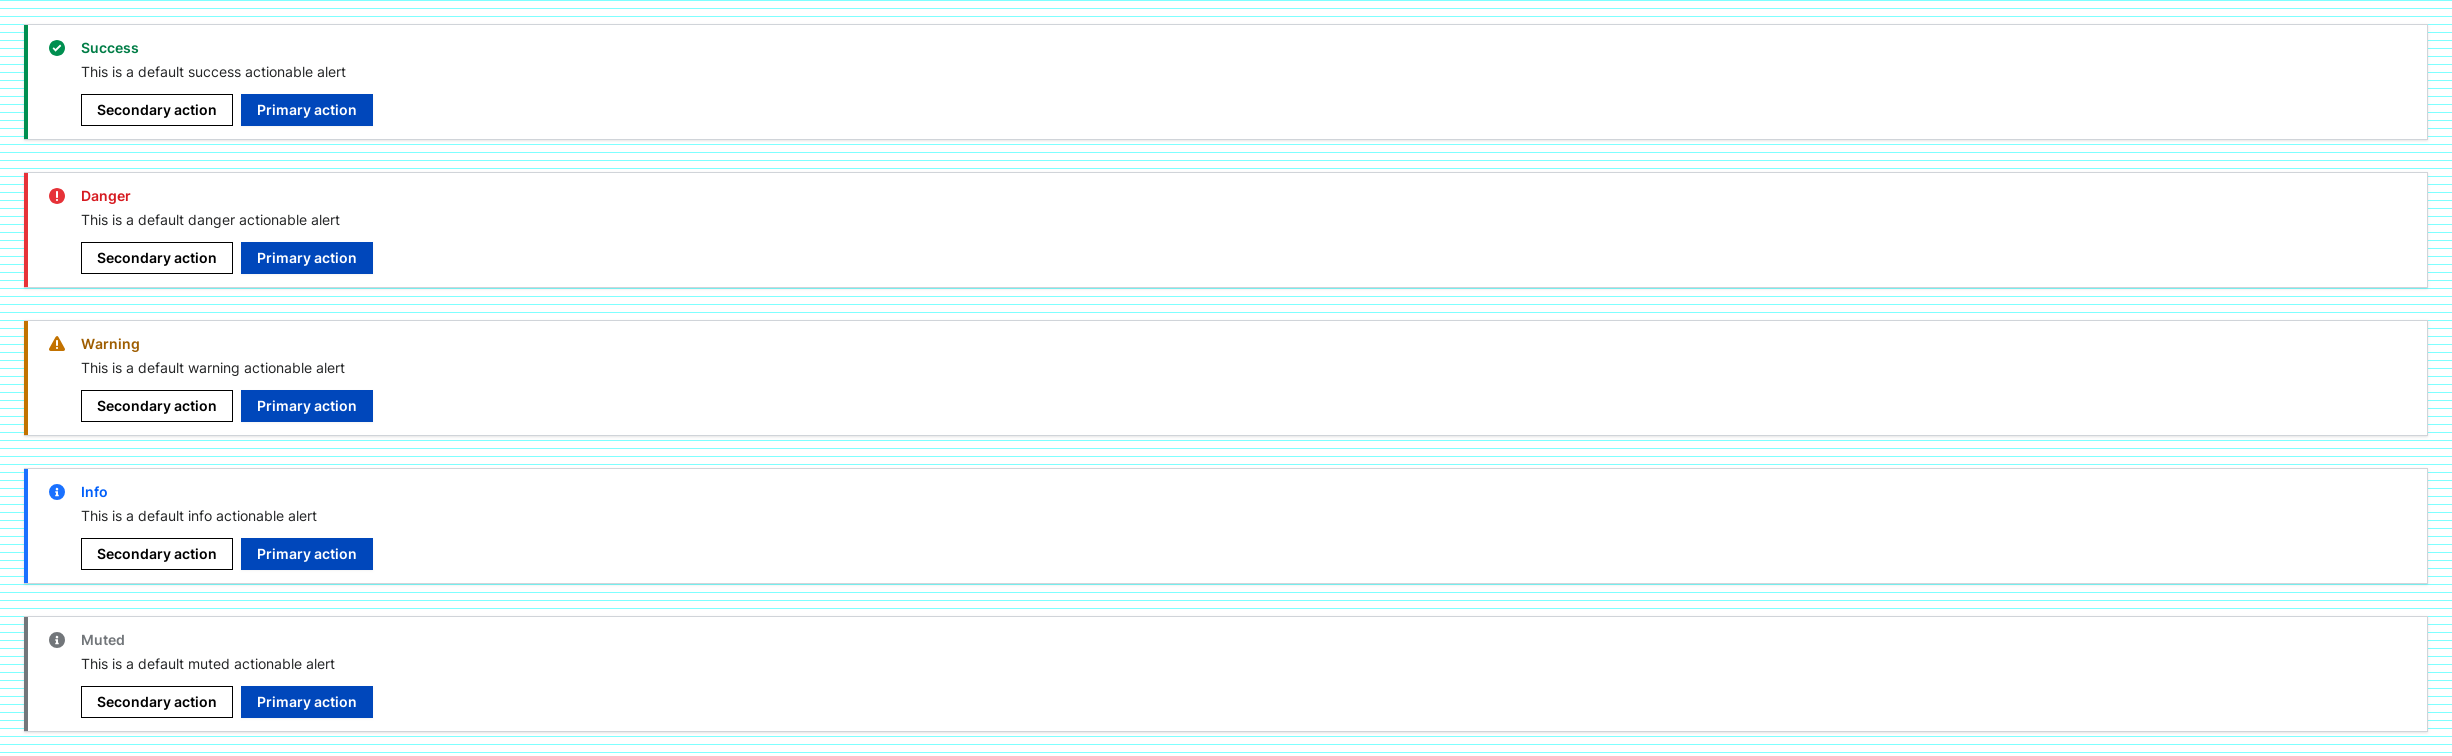 Success
This is a default success actionable alert
Secondary action Primary action
Danger
This is a default danger actionable alert
Secondary action Primary action
Warning
This is a default warning actionable alert
Secondary action Primary action
Info
This is a default info actionable alert
Secondary action Primary action
Muted
This is a default muted actionable alert
Secondary action Primary action